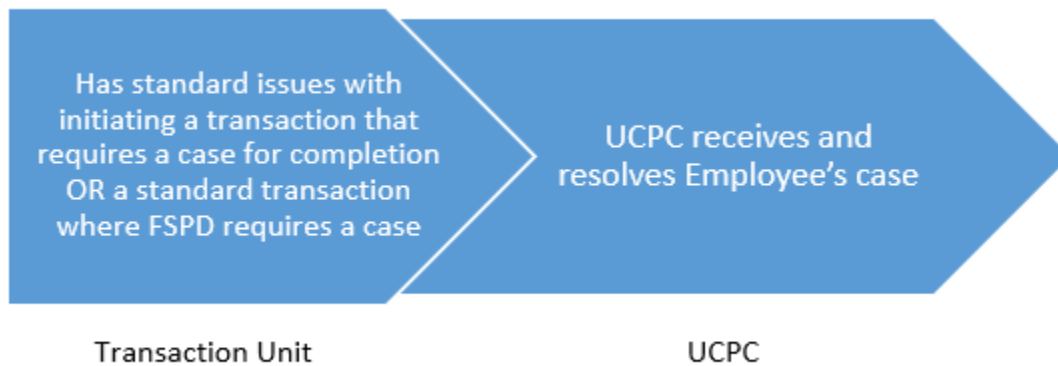 Has standard issues with
initiating a transaction that
requires a case for completion
OR a standard transaction
where FSPD requires a case
UCPC receives and
resolves Employee's case
Transaction Unit
UCPC